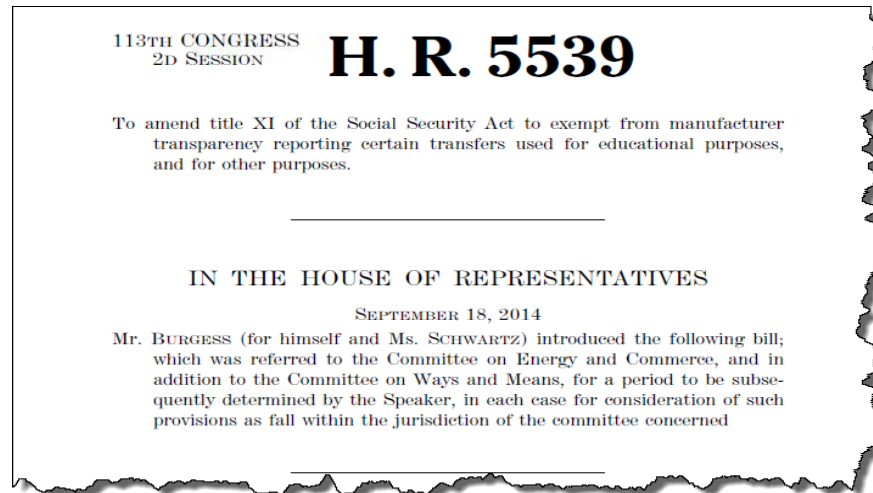 113TH CONGRESS
2D SESSION
H. R. 5539
To amend title XI of the Social Security Act to exempt from manufacturer
transparency reporting certain transfers used for educational purposes,
and for other purposes.
IN THE HOUSE OF REPRESENTATIVES
SEPTEMBER 18, 2014
Mr. BURGESS (for himself and Ms. SCHWARTZ) introduced the following bill;
which was referred to the Committee on Energy and Commerce, and in
addition to the Committee on Ways and Means, for a period to be subse-
quently determined by the Speaker, in each case for consideration of such
provisions as fall within the jurisdiction of the committee concerned